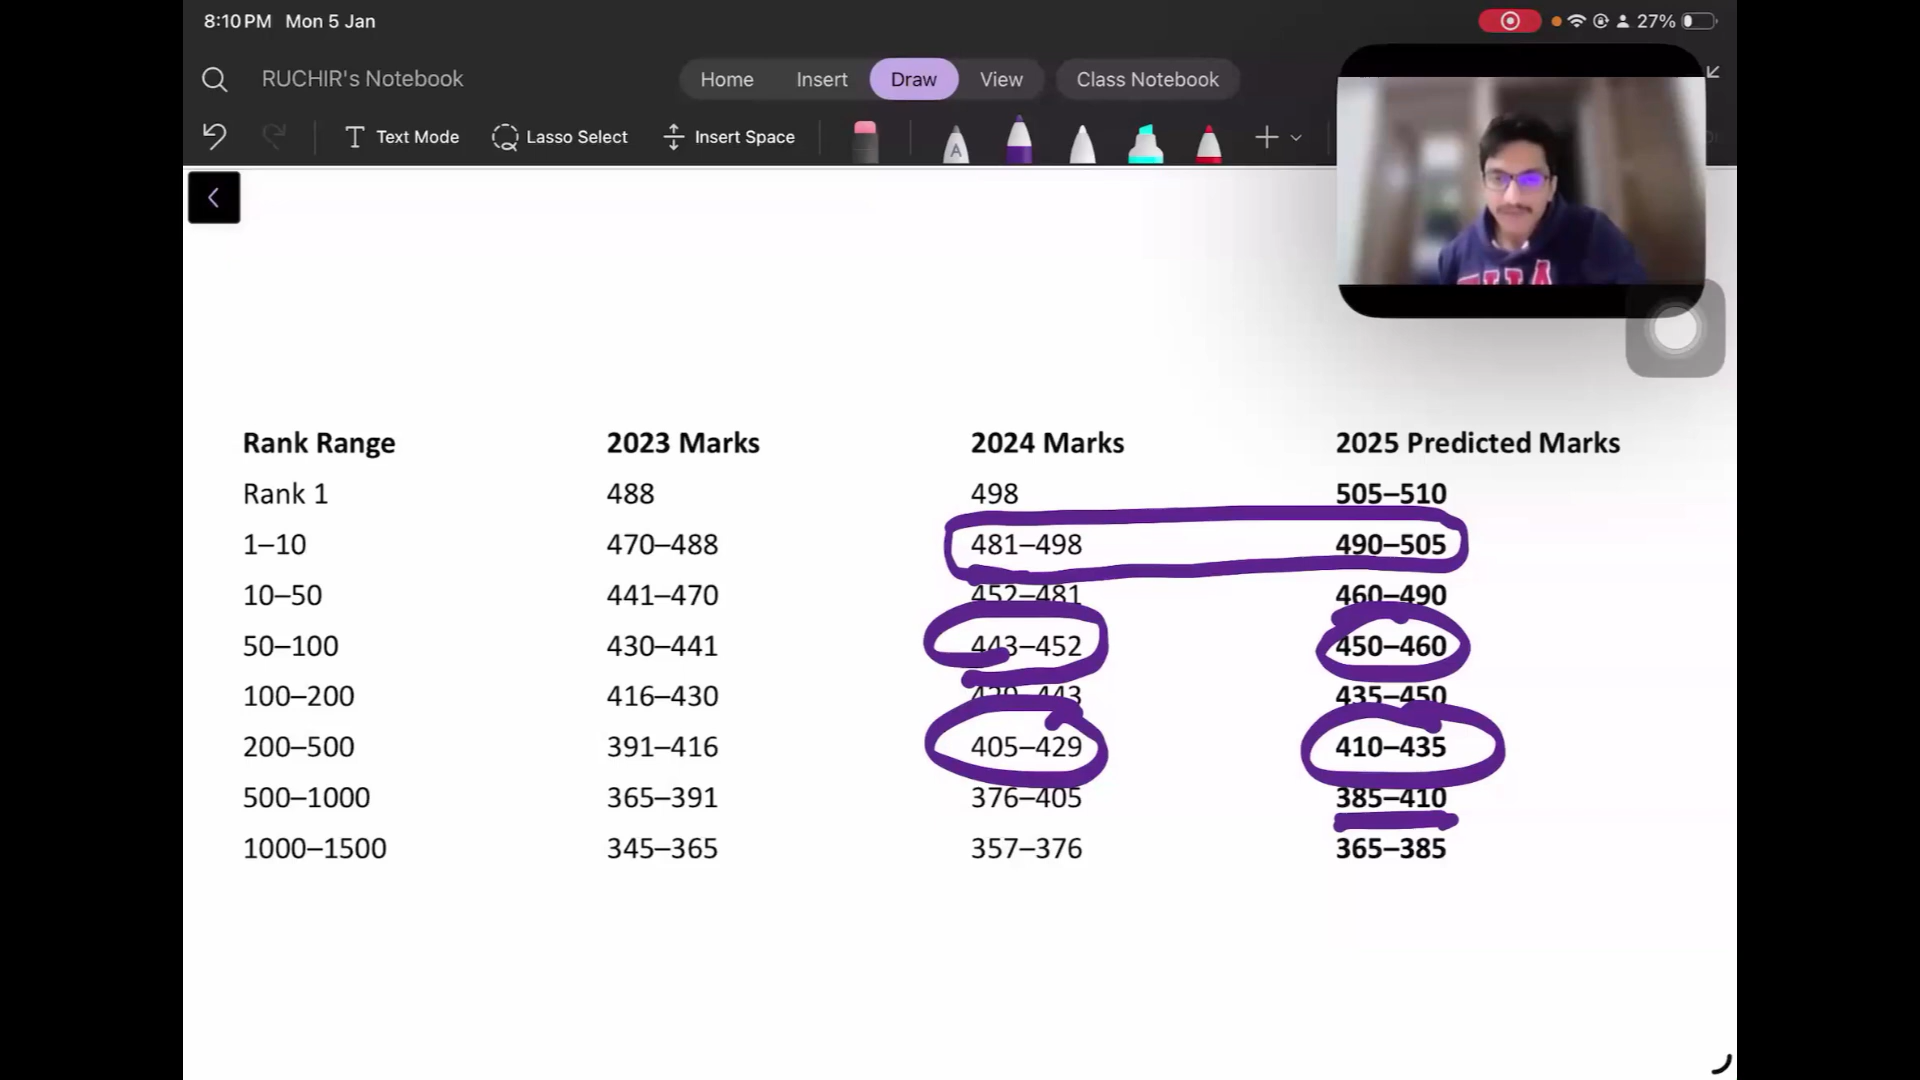 8:10 PM Mon 5 Jan 27%
RUCHIR's Notebook Home Insert Draw View Class Notebook
Text Mode Lasso Select Insert Space A
Rank Range 2023 Marks 2024 Marks 2025 Predicted Marks
Rank 1 488 498 505–510
1–10 470–488 481–498 490–505
10–50 441–470 452–481 460–490
50–100 430–441 443–452 450–460
100–200 416–430 429–443 435–450
200–500 391–416 405–429 410–435
500–1000 365–391 376–405 385–410
1000–1500 345–365 357–376 365–385